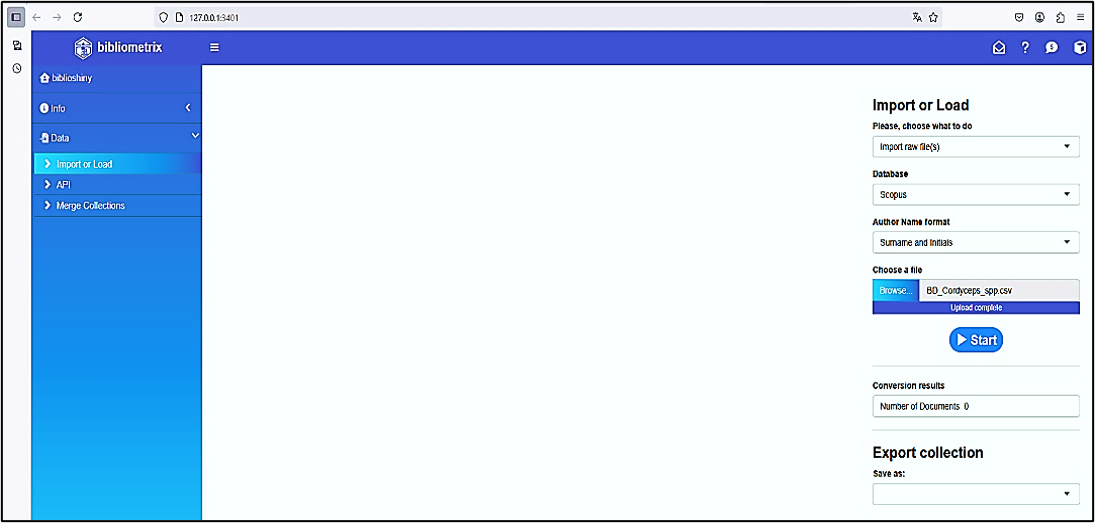 127.0.0.1:3401
bibliometrix
biblioshiny
Info
Data
Import or Load
API
Merge Collections
Import or Load
Please, choose what to do
Import raw file(s)
Database
Scopus
Author Name format
Surname and Initials
Choose a file
Browse... BD_Cordyceps_spp.csv
Upload complete
Start
Conversion results
Number of Documents 0
Export collection
Save as: